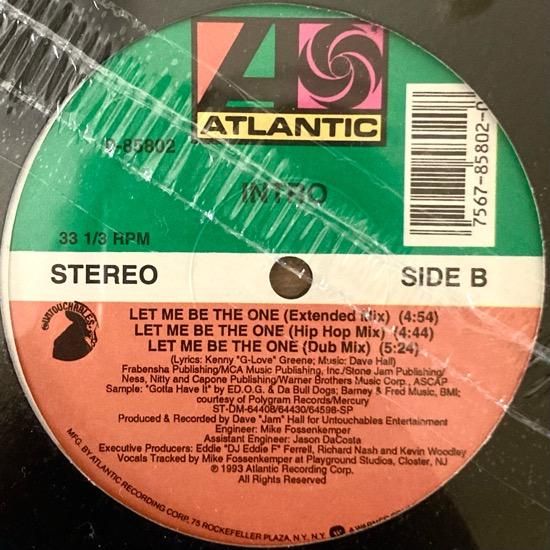 ATLANTIC
0-85802
INTRO
7567-85802-0
33 1/3 RPM
STEREO
SIDE B
UNTOUCHABLES
LET ME BE THE ONE (Extended Mix) (4:54)
LET ME BE THE ONE (Hip Hop Mix) (4:44)
LET ME BE THE ONE (Dub Mix) (5:24)
(Lyrics: Kenny "G-Love" Greene; Music: Dave Hall)
Frabensha Publishing/MCA Music Publishing, Inc./Stone Jam Publishing/
Ness, Nitty and Capone Publishing/Warner Brothers Music Corp., ASCAP
Sample: "Gotta Have It" by ED.O.G. & Da Bull Dogs; Barney & Fred Music, BMI;
courtesy of Polygram Records/Mercury
ST-DM-64408/64430/64598-SP
Produced & Recorded by Dave "Jam" Hall for Untouchables Entertainment
Engineer: Mike Fossenkemper
Assistant Engineer: Jason DaCosta
Executive Producers: Eddie "DJ Eddie F" Ferrell, Richard Nash and Kevin Woodley
Vocals Tracked by Mike Fossenkemper at Playground Studios, Closter, NJ
℗ 1993 Atlantic Recording Corp.
All Rights Reserved
MFG. BY ATLANTIC RECORDING CORP. 75 ROCKEFELLER PLAZA, N.Y. N.Y. A WARNER